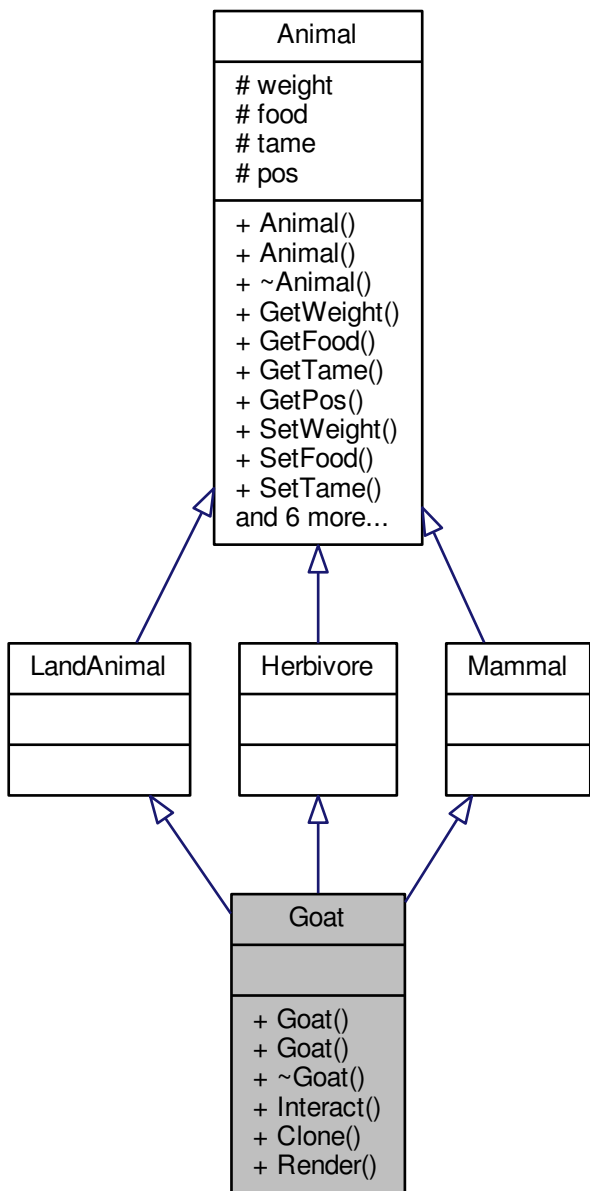 Animal
# weight
# food
# tame
# pos
+ Animal()
+ Animal()
+ ~Animal()
+ GetWeight()
+ GetFood()
+ GetTame()
+ GetPos()
+ SetWeight()
+ SetFood()
+ SetTame()
and 6 more...
LandAnimal
Herbivore
Mammal
Goat
+ Goat()
+ Goat()
+ ~Goat()
+ Interact()
+ Clone()
+ Render()